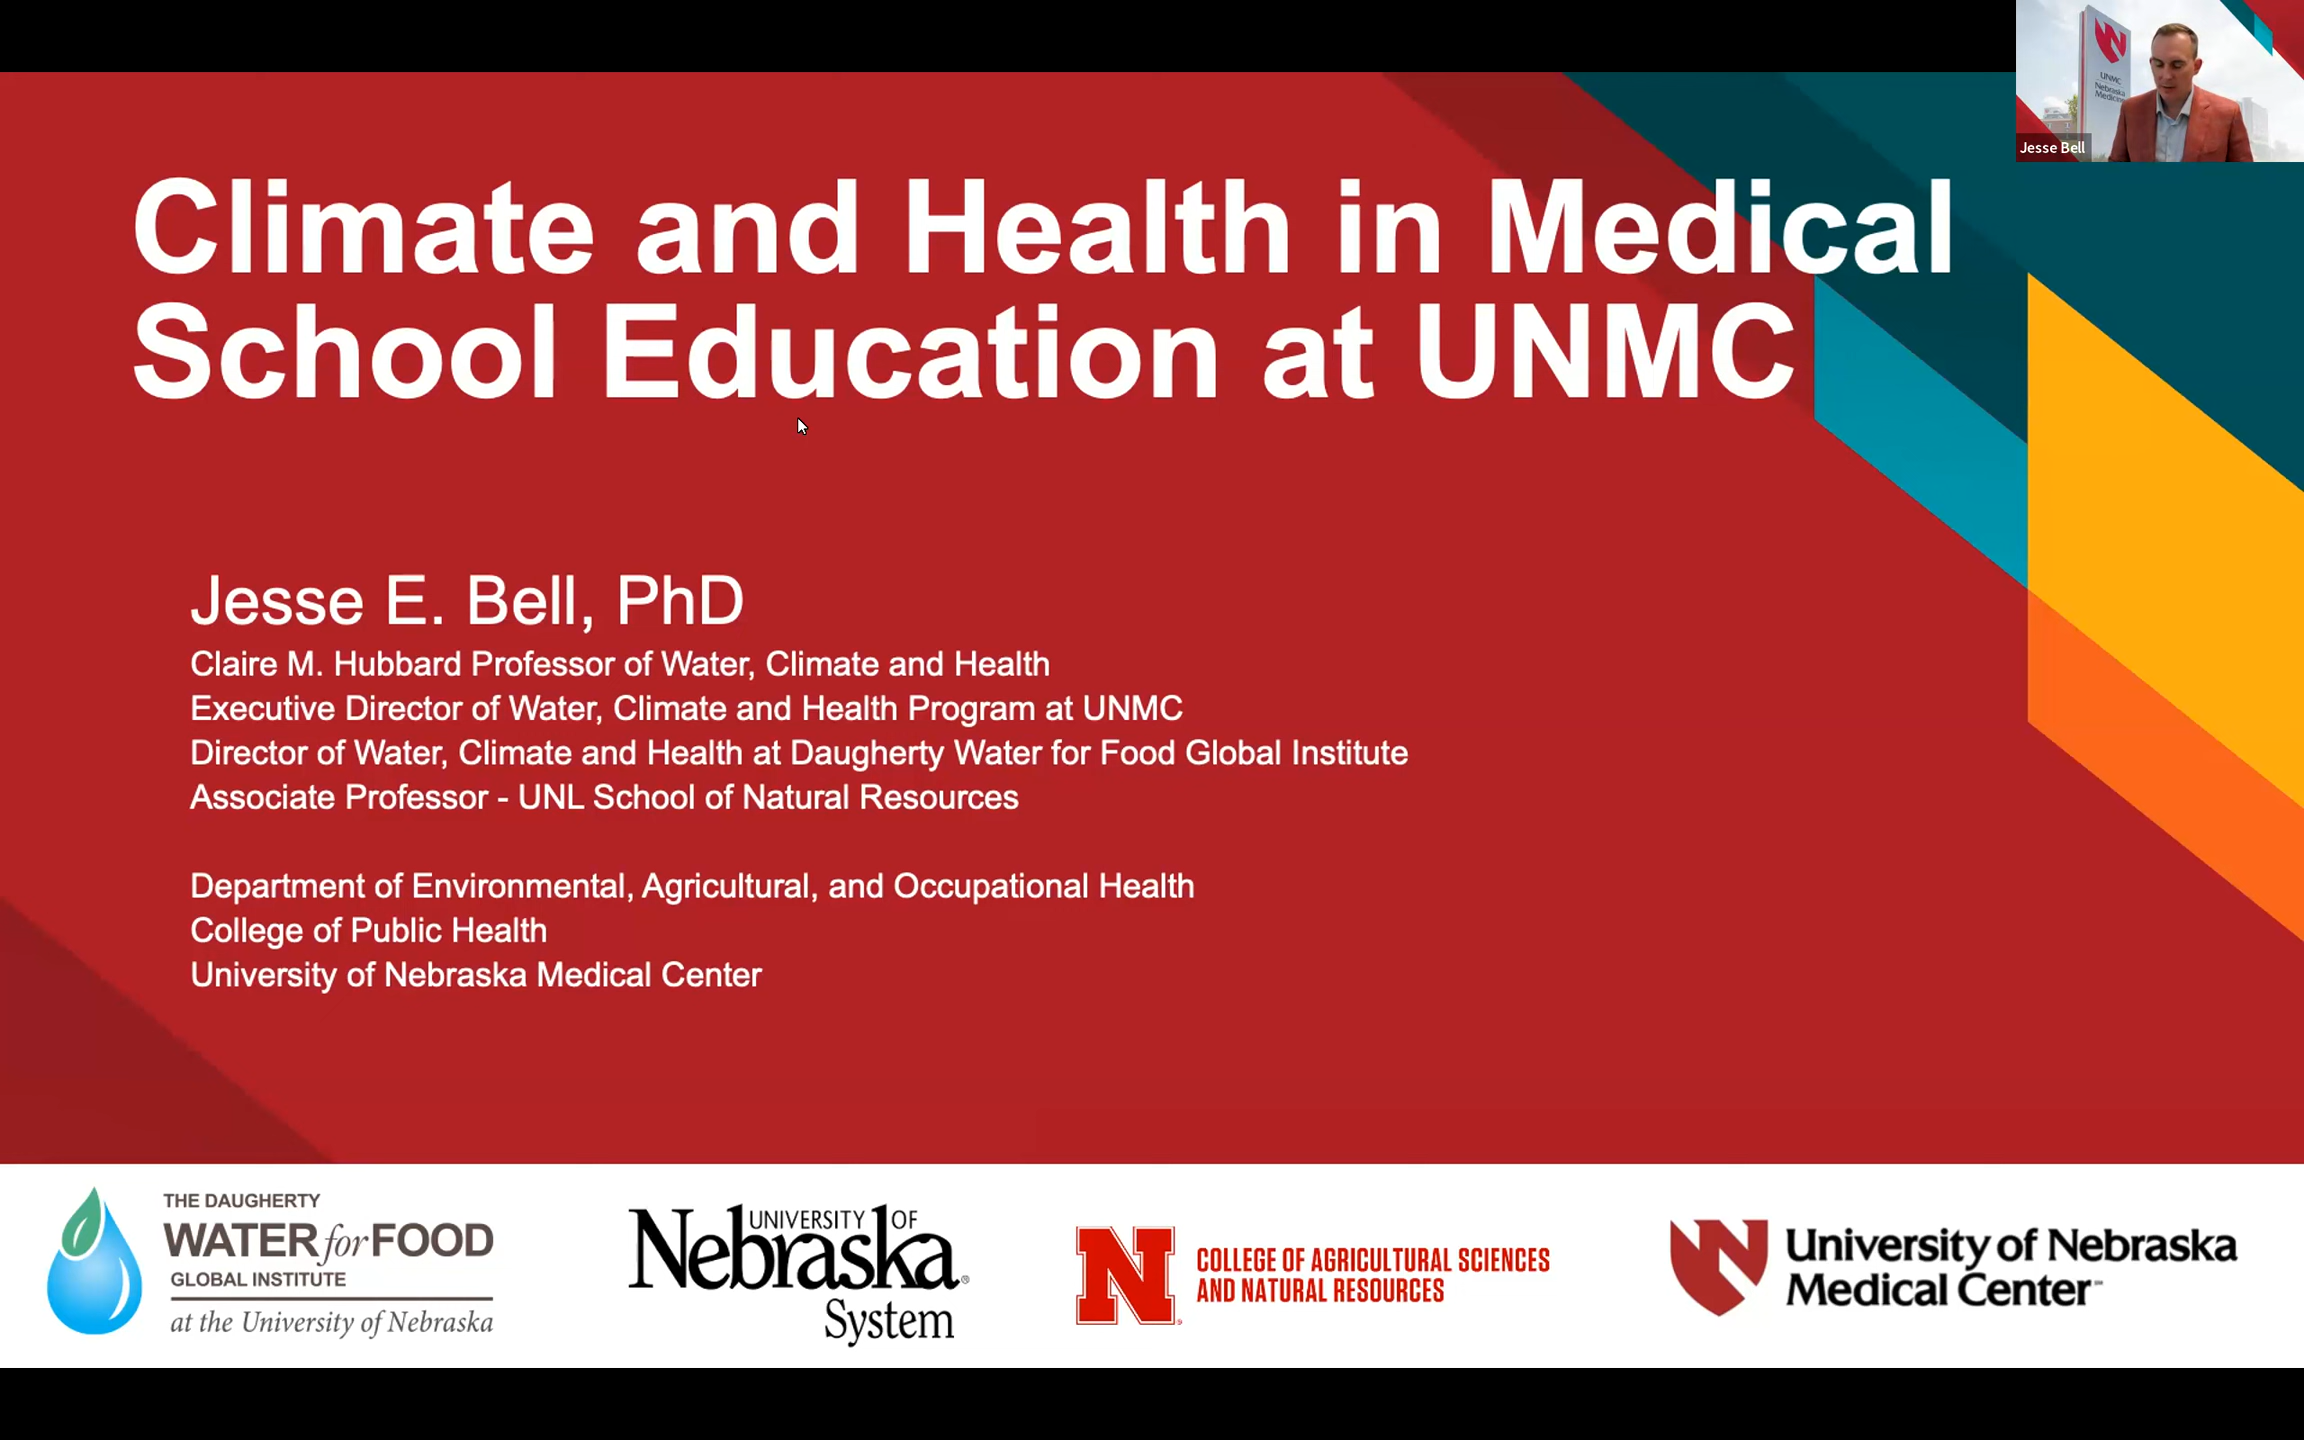 Climate and Health in Medical
School Education at UNMC
UNMC
Nebraska
Medicine
Jesse Bell
Jesse E. Bell, PhD
Claire M. Hubbard Professor of Water, Climate and Health
Executive Director of Water, Climate and Health Program at UNMC
Director of Water, Climate and Health at Daugherty Water for Food Global Institute
Associate Professor - UNL School of Natural Resources
Department of Environmental, Agricultural, and Occupational Health
College of Public Health
University of Nebraska Medical Center
THE DAUGHERTY
WATER for FOOD
GLOBAL INSTITUTE
at the University of Nebraska
UNIVERSITY OF
Nebraska®
System
N®
COLLEGE OF AGRICULTURAL SCIENCES
AND NATURAL RESOURCES
University of Nebraska
Medical Center